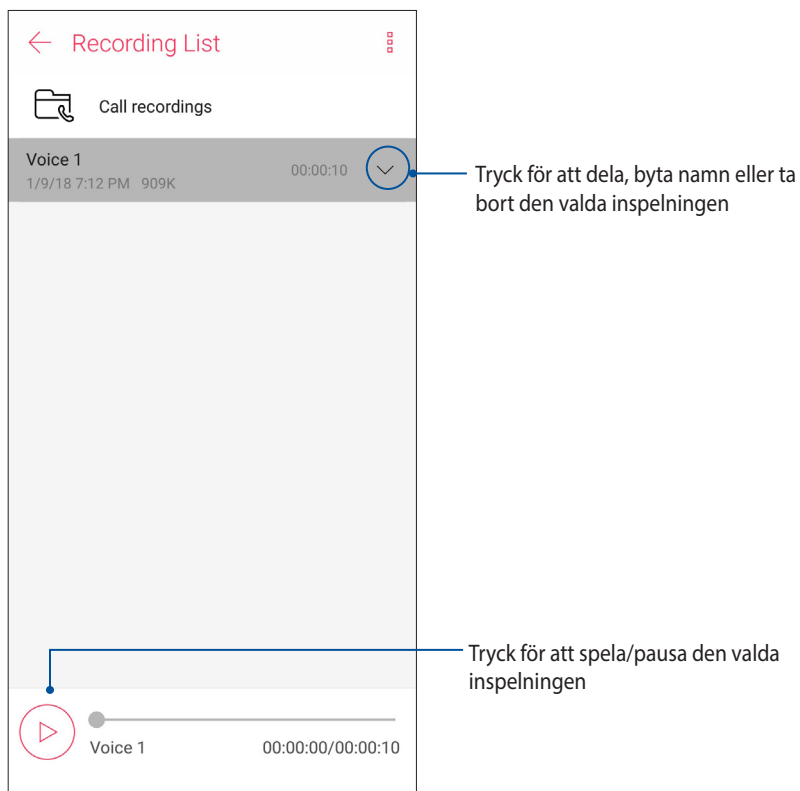 Recording List
Call recordings
Voice 1
1/9/18 7:12 PM 909K
00:00:10
Tryck för att dela, byta namn eller ta
bort den valda inspelningen
Tryck för att spela/pausa den valda
inspelningen
Voice 1
00:00:00/00:00:10